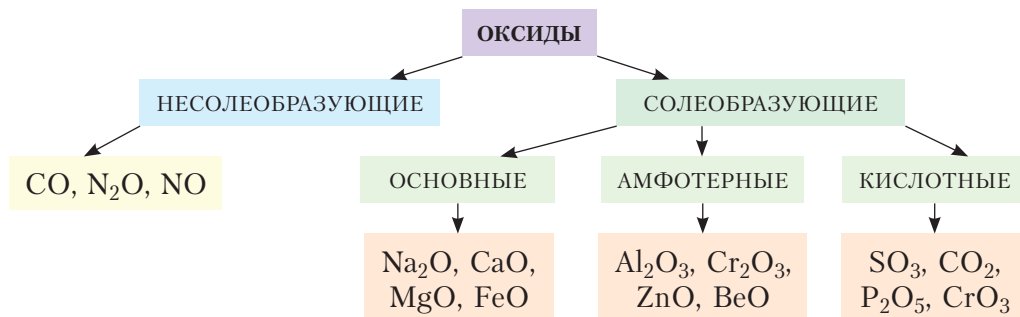 ОКСИДЫ
НЕСОЛЕОБРАЗУЮЩИЕ
СОЛЕОБРАЗУЮЩИЕ
CO, N₂O, NO
ОСНОВНЫЕ
АМФОТЕРНЫЕ
КИСЛОТНЫЕ
Na₂O, CaO,
MgO, FeO
Al₂O₃, Cr₂O₃,
ZnO, BeO
SO₃, CO₂,
P₂O₅, CrO₃